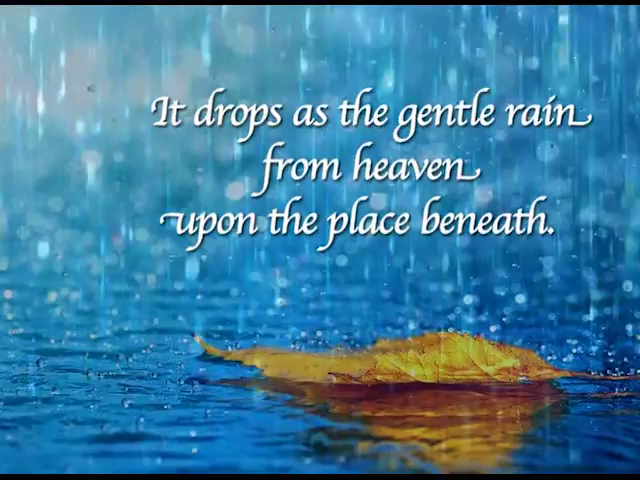 It drops as the gentle rain
from heaven
upon the place beneath.